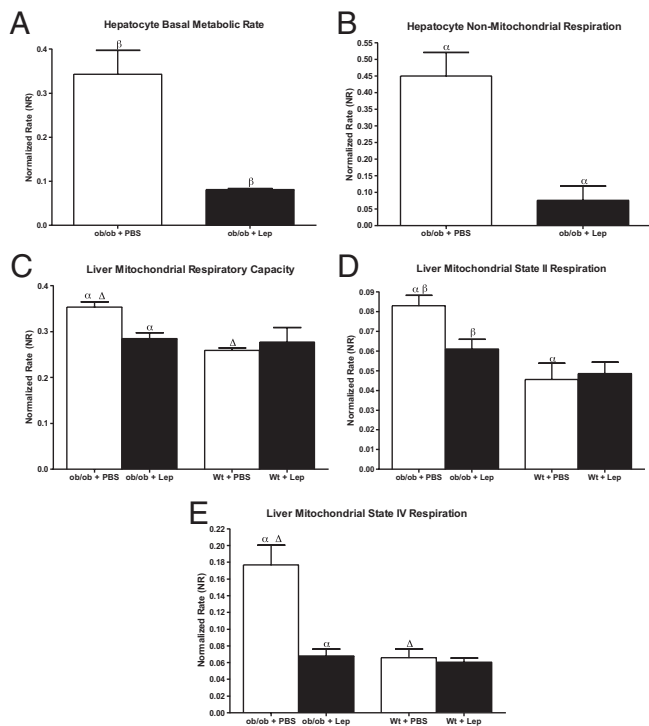 A
Hepatocyte Basal Metabolic Rate
Normalized Rate (NR)
0.4
0.3
0.2
0.1
0.0
β
β
ob/ob + PBS
ob/ob + Lep
B
Hepatocyte Non-Mitochondrial Respiration
Normalized Rate (NR)
0.55
0.50
0.45
0.40
0.35
0.30
0.25
0.20
0.15
0.10
0.05
0.00
α
α
ob/ob + PBS
ob/ob + Lep
C
Liver Mitochondrial Respiratory Capacity
Normalized Rate (NR)
0.4
0.3
0.2
0.1
0.0
α Δ
α
Δ
ob/ob + PBS
ob/ob + Lep
Wt + PBS
Wt + Lep
D
Liver Mitochondrial State II Respiration
Normalized Rate (NR)
0.09
0.08
0.07
0.06
0.05
0.04
0.03
0.02
0.01
0.00
α β
β
α
ob/ob + PBS
ob/ob + Lep
Wt + PBS
Wt + Lep
E
Liver Mitochondrial State IV Respiration
Normalized Rate (NR)
0.22
0.20
0.18
0.16
0.14
0.12
0.10
0.08
0.06
0.04
0.02
0.00
α Δ
α
Δ
ob/ob + PBS
ob/ob + Lep
Wt + PBS
Wt + Lep